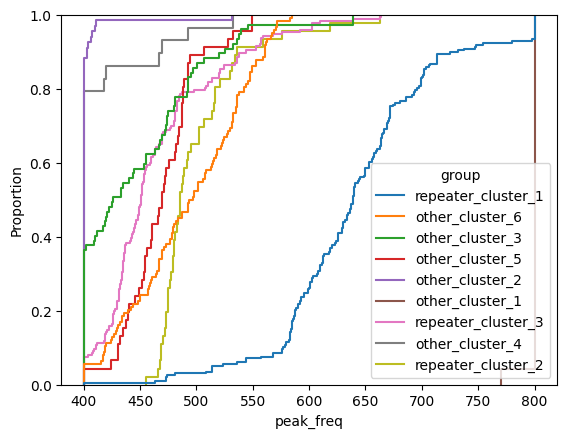 1.0
0.8
0.6
0.4
0.2
0.0
Proportion
group
repeater_cluster_1
other_cluster_6
other_cluster_3
other_cluster_5
other_cluster_2
other_cluster_1
repeater_cluster_3
other_cluster_4
repeater_cluster_2
400 450 500 550 600 650 700 750 800
peak_freq